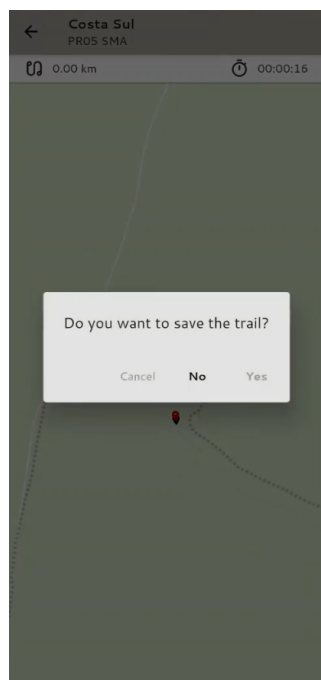 Costa Sul
PR05 SMA
0.00 km 00:00:16
Do you want to save the trail?
Cancel No Yes